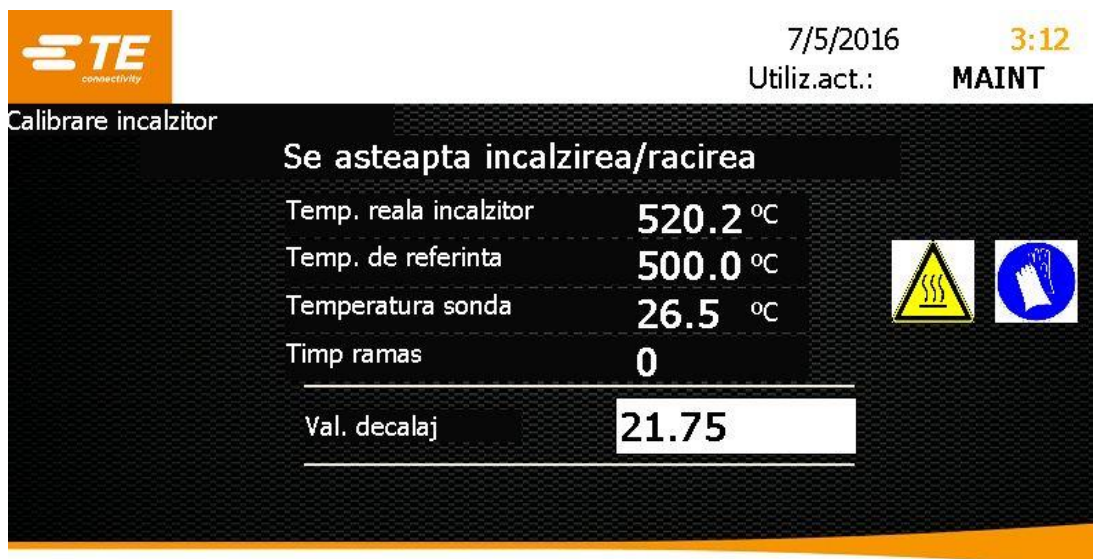 TE
connectivity
7/5/2016 3:12
Utiliz.act.: MAINT
Calibrare incalzitor
Se asteapta incalzirea/racirea
Temp. reala incalzitor 520.2 ºC
Temp. de referinta 500.0 ºC
Temperatura sonda 26.5 ºC
Timp ramas 0
Val. decalaj 21.75